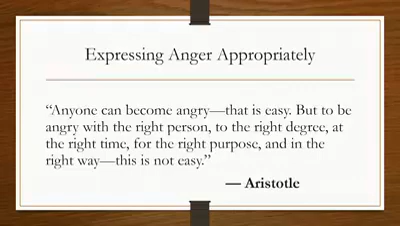 Expressing Anger Appropriately
“Anyone can become angry—that is easy. But to be
angry with the right person, to the right degree, at
the right time, for the right purpose, and in the
right way—this is not easy.”
— Aristotle